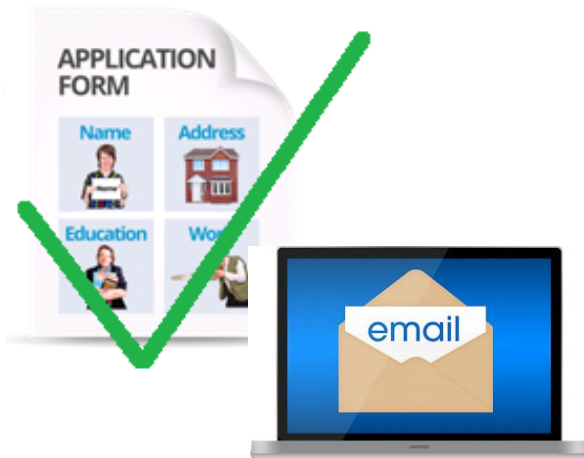 APPLICATION
FORM
Name
Address
Education
email